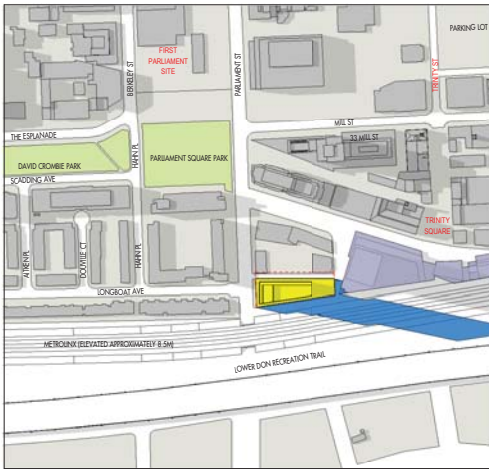 PARKING LOT
FIRST
PARLIAMENT
SITE
BERKELEY ST
PARLIAMENT ST
TRINITY ST
MILL ST
THE ESPLANADE
33 MILL ST
DAVID CROMBIE PARK
HAHN PL
PARLIAMENT SQUARE PARK
SCADDING AVE
TRINITY
SQUARE
AITKEN PL
DOUVILLE CT
HAHN PL
LONGBOAT AVE
METROLINX (ELEVATED APPROXIMATELY 8.5M)
LOWER DON RECREATION TRAIL